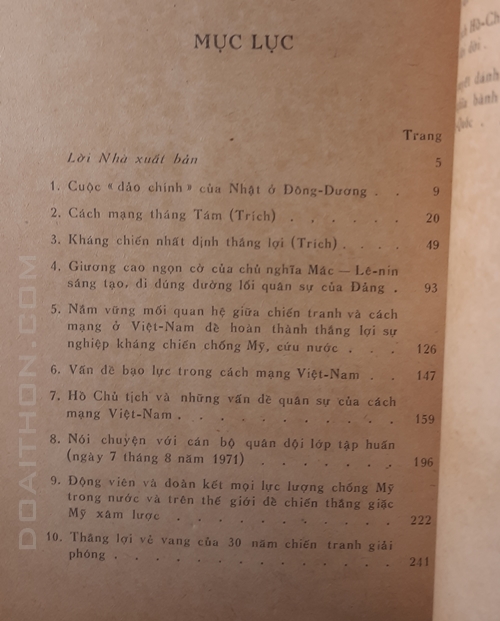 MỤC LỤC
Trang
Lời Nhà xuất bản 5
1. Cuộc « đảo chính » của Nhật ở Đông-Dương . . 9
2. Cách mạng tháng Tám (Trích) . . . . . . 20
3. Kháng chiến nhất định thắng lợi (Trích) . . . . 49
4. Giương cao ngọn cờ của chủ nghĩa Mác — Lê-nin
sáng tạo, đi đúng đường lối quân sự của Đảng . 93
5. Nắm vững mối quan hệ giữa chiến tranh và cách
mạng ở Việt-Nam để hoàn thành thắng lợi sự
nghiệp kháng chiến chống Mỹ, cứu nước . . . 126
6. Vấn đề bạo lực trong cách mạng Việt-Nam . . 147
7. Hồ Chủ tịch và những vấn đề quân sự của cách
mạng Việt-Nam . . . . . . . . . . 159
8. Nói chuyện với cán bộ quân đội lớp tập huấn
(ngày 7 tháng 8 năm 1971) . . . . . . 196
9. Động viên và đoàn kết mọi lực lượng chống Mỹ
trong nước và trên thế giới để chiến thắng giặc
Mỹ xâm lược . . . . . . . . . . 222
10. Thắng lợi vẻ vang của 30 năm chiến tranh giải
phóng . . . . . . . . . . . . 241
Hồ-Ch
đời .
danh
hành
Quốc .
DOAITHON.COM